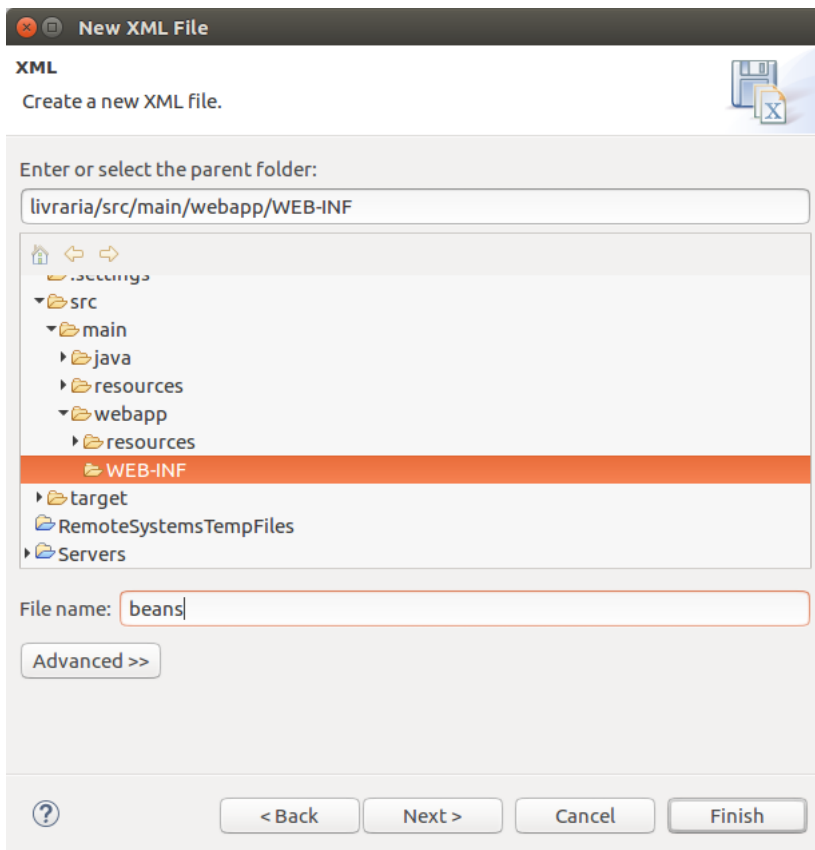 New XML File
XML
Create a new XML file.
X
Enter or select the parent folder:
livraria/src/main/webapp/WEB-INF
.settings
src
main
java
resources
webapp
resources
WEB-INF
target
RemoteSystemsTempFiles
Servers
File name: beans
Advanced >>
? < Back Next > Cancel Finish